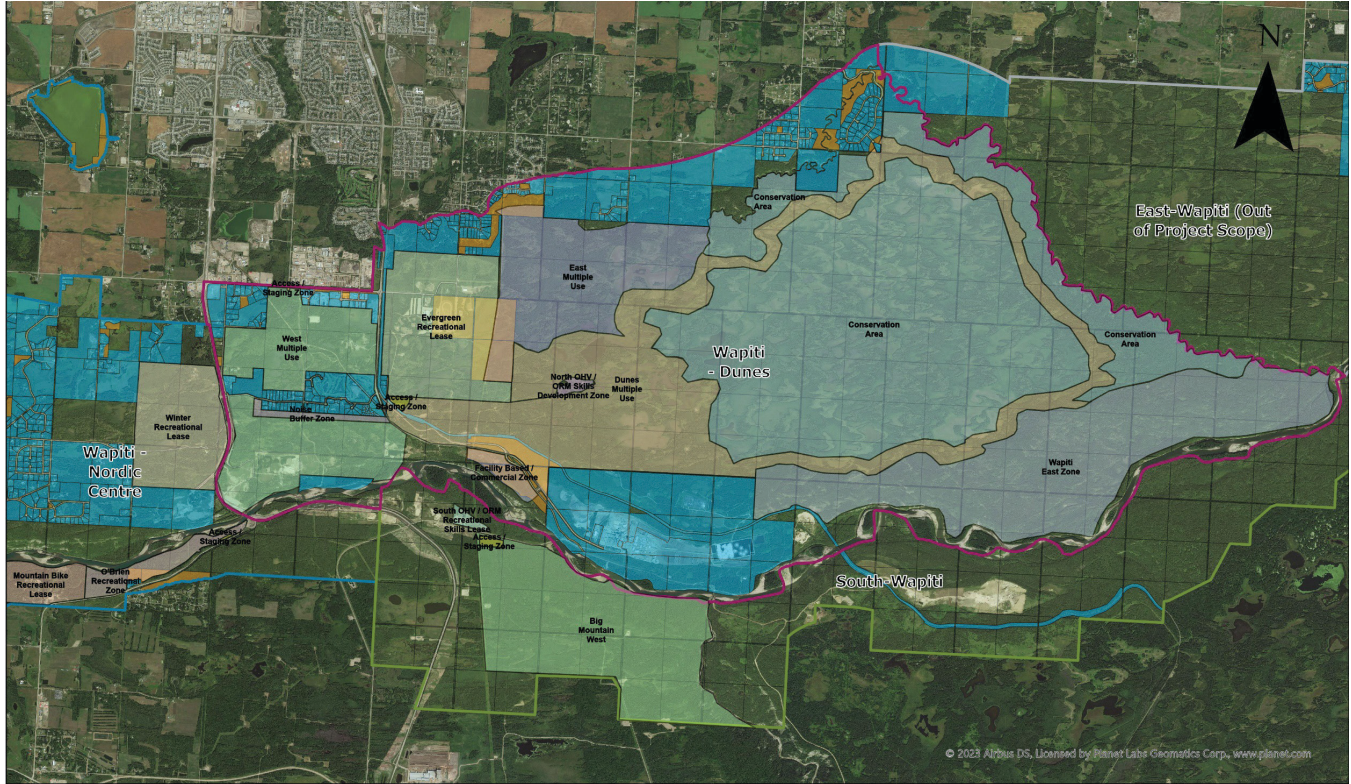 N
East-Wapiti (Out
of Project Scope)
Conservation
Area
East
Multiple
Use
Access /
Staging Zone
Evergreen
Recreational
Lease
West
Multiple
Use
Conservation
Area
Conservation
Area
Wapiti
- Dunes
North OHV /
ORM Skills
Development Zone
Dunes
Multiple
Use
Access /
Staging Zone
Noise
Buffer Zone
Winter
Recreational
Lease
Wapiti -
Nordic
Centre
Facility Based /
Commercial Zone
Wapiti
East Zone
South OHV / ORM
Recreational
Skills Lease
Access /
Staging Zone
Access /
Staging Zone
Mountain Bike
Recreational
Lease
O'Brien
Recreational
Zone
South-Wapiti
Big
Mountain
West
© 2023 Airbus DS, Licensed by Planet Labs Geomatics Corp., www.planet.com